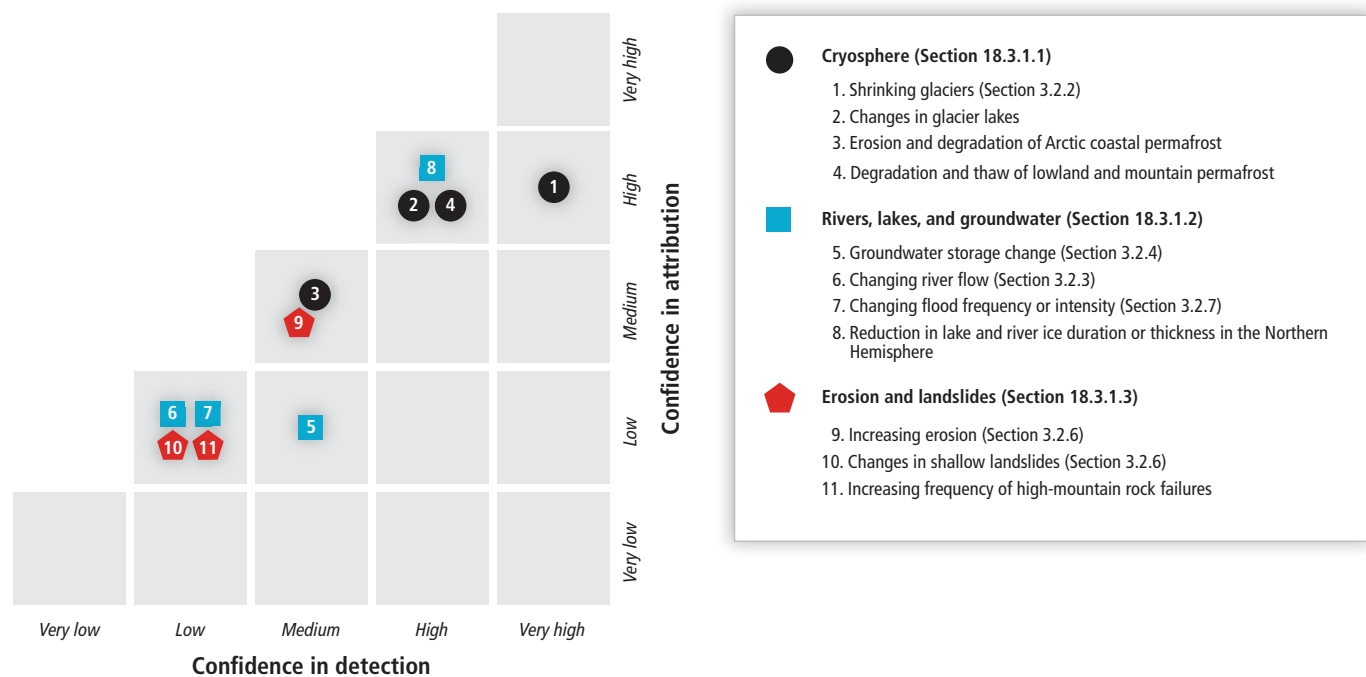 Very high
8
2
4
1
High
3
9
Medium
6
7
10
11
5
Low
Very low
Confidence in attribution
Very low
Low
Medium
High
Very high
Confidence in detection
Cryosphere (Section 18.3.1.1)
1. Shrinking glaciers (Section 3.2.2)
2. Changes in glacier lakes
3. Erosion and degradation of Arctic coastal permafrost
4. Degradation and thaw of lowland and mountain permafrost
Rivers, lakes, and groundwater (Section 18.3.1.2)
5. Groundwater storage change (Section 3.2.4)
6. Changing river flow (Section 3.2.3)
7. Changing flood frequency or intensity (Section 3.2.7)
8. Reduction in lake and river ice duration or thickness in the Northern
Hemisphere
Erosion and landslides (Section 18.3.1.3)
9. Increasing erosion (Section 3.2.6)
10. Changes in shallow landslides (Section 3.2.6)
11. Increasing frequency of high-mountain rock failures